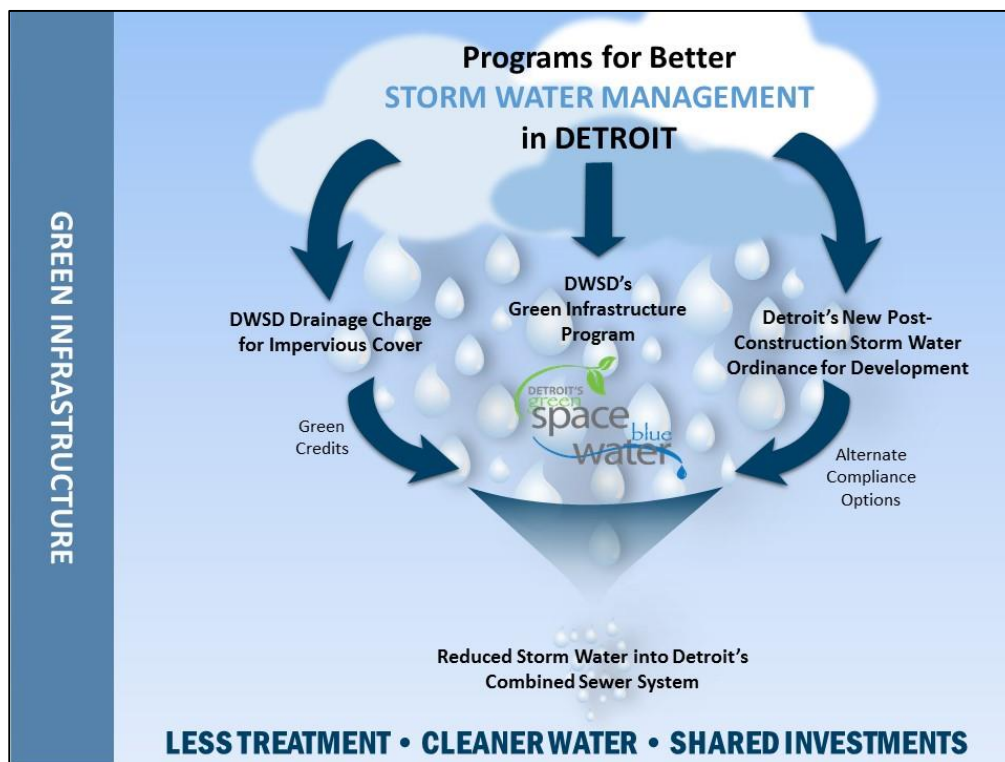 GREEN INFRASTRUCTURE
Programs for Better
STORM WATER MANAGEMENT
in DETROIT
DWSD Drainage Charge
for Impervious Cover
DWSD's
Green Infrastructure
Program
Detroit's New Post-
Construction Storm Water
Ordinance for Development
DETROIT'S
green
space
blue
water
Green
Credits
Alternate
Compliance
Options
Reduced Storm Water into Detroit's
Combined Sewer System
LESS TREATMENT • CLEANER WATER • SHARED INVESTMENTS